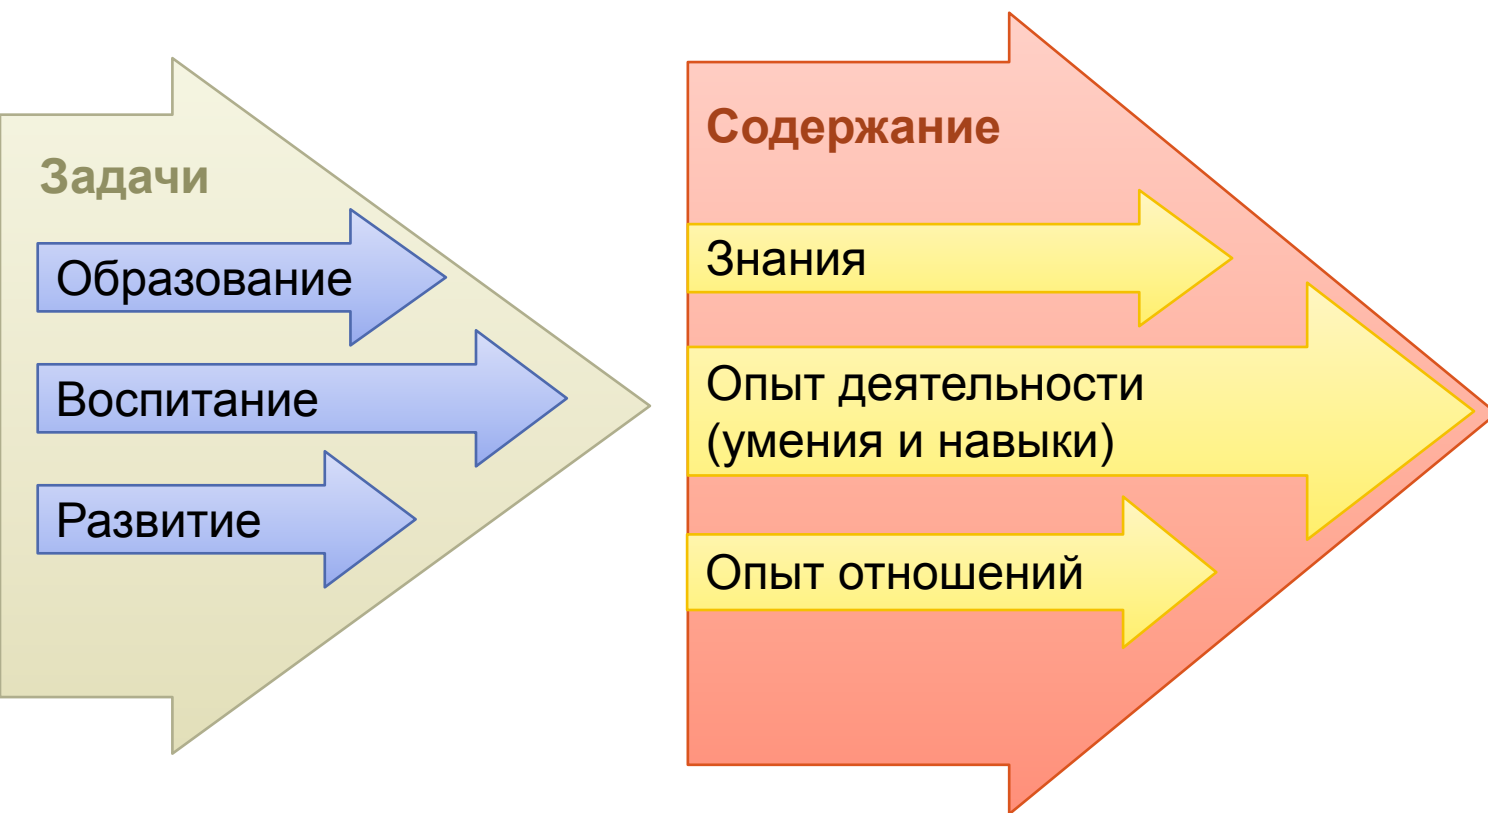 Задачи
Образование
Воспитание
Развитие
Содержание
Знания
Опыт деятельности
(умения и навыки)
Опыт отношений